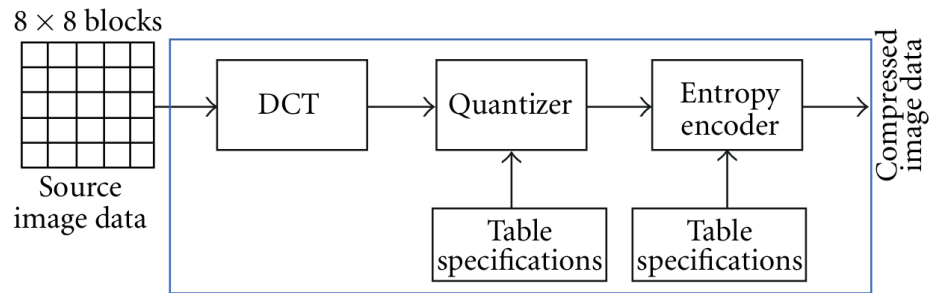 8 × 8 blocks
Source
image data
DCT
Quantizer
Entropy
encoder
Table
specifications
Table
specifications
Compressed
image data